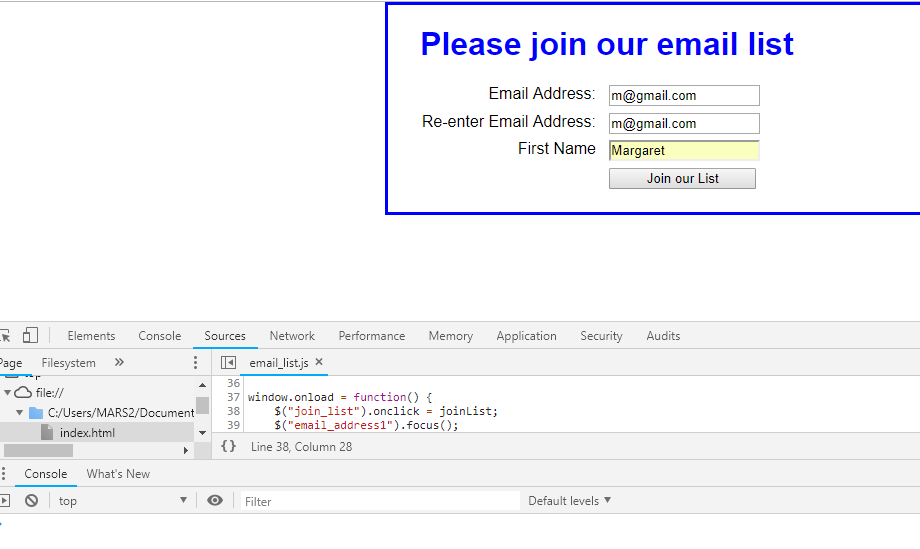 Please join our email list
Email Address: m@gmail.com
Re-enter Email Address: m@gmail.com
First Name Margaret
Join our List
Elements Console Sources Network Performance Memory Application Security Audits
Page Filesystem » email_list.js ×
file://
C:/Users/MARS2/Document
index.html
36
37 window.onload = function() {
38 $("join_list").onclick = joinList;
39 $("email_address1").focus();
{} Line 38, Column 28
Console What's New
top Filter Default levels